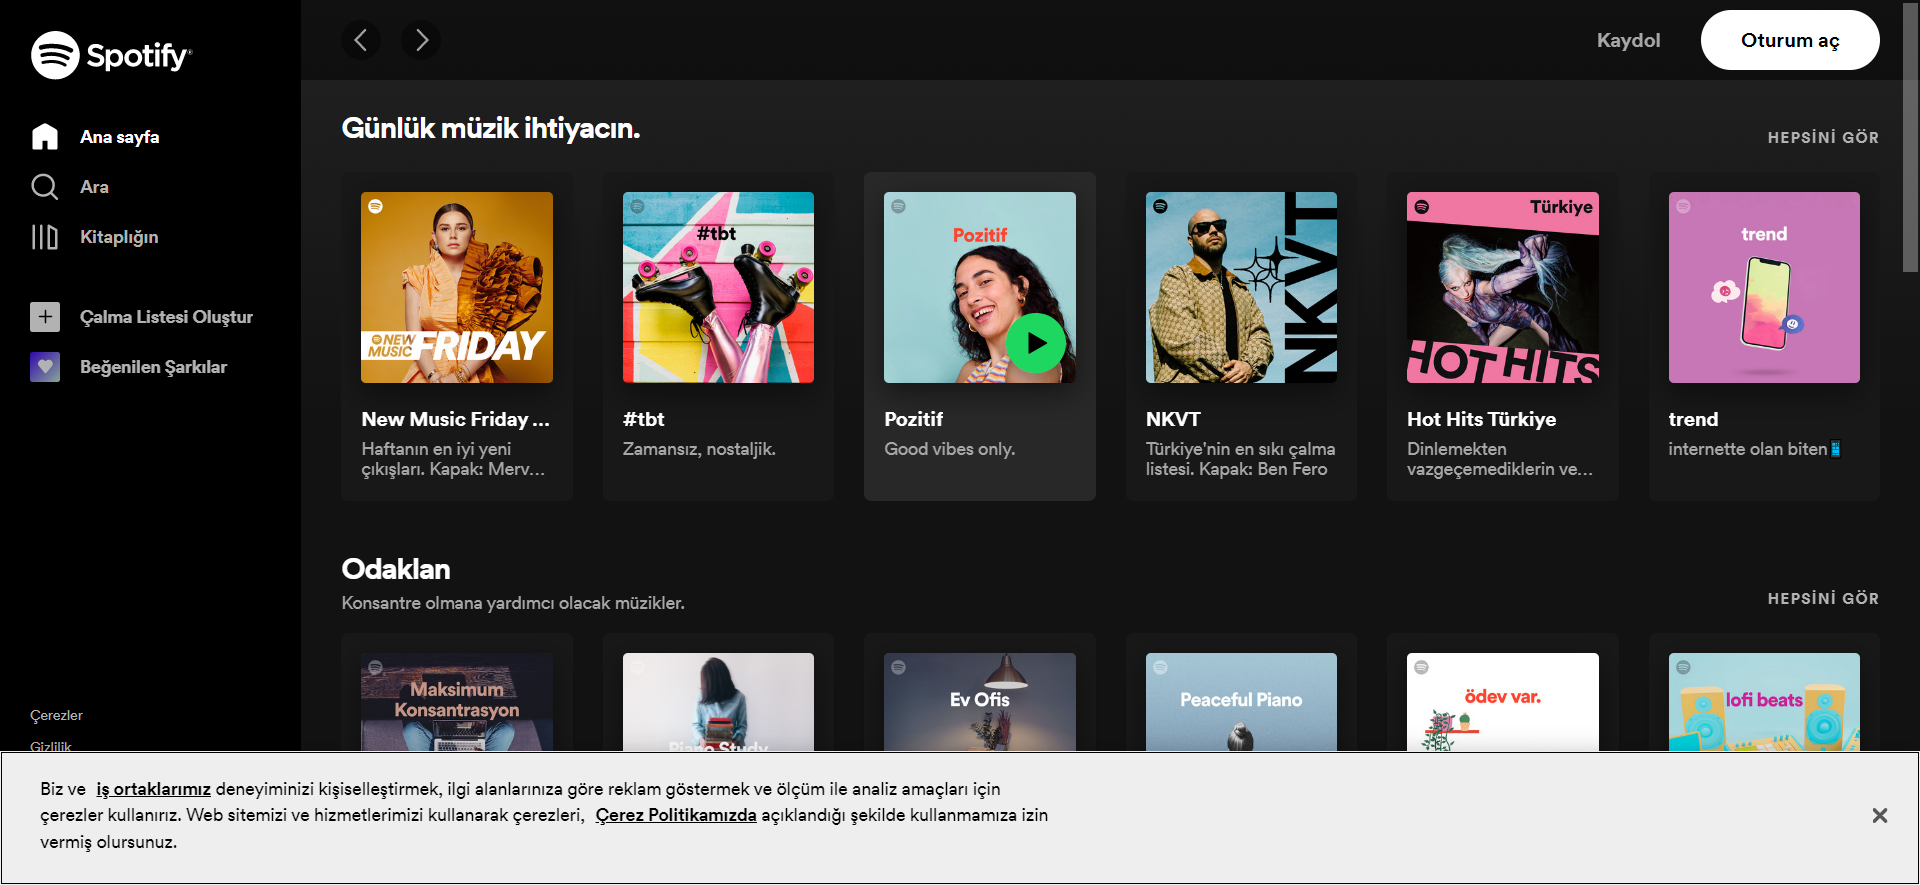 Spotify
Ana sayfa
Ara
Kitaplığın
Çalma Listesi Oluştur
Beğenilen Şarkılar
Çerezler
Gizlilik
Kaydol
Oturum aç
Günlük müzik ihtiyacın.
HEPSİNİ GÖR
NEW MUSIC FRIDAY
#tbt
Pozitif
NKVT
Türkiye
HOT HITS
trend
New Music Friday ...
Haftanın en iyi yeni
çıkışları. Kapak: Merv...
#tbt
Zamansız, nostaljik.
Pozitif
Good vibes only.
NKVT
Türkiye'nin en sıkı çalma
listesi. Kapak: Ben Fero
Hot Hits Türkiye
Dinlemekten
vazgeçemediklerin ve...
trend
internette olan biten
Odaklan
Konsantre olmana yardımcı olacak müzikler.
HEPSİNİ GÖR
Maksimum
Konsantrasyon
Piano Study
Ev Ofis
Peaceful Piano
ödev var.
lofi beats
Biz ve iş ortaklarımız deneyiminizi kişiselleştirmek, ilgi alanlarınıza göre reklam göstermek ve ölçüm ile analiz amaçları için
çerezler kullanırız. Web sitemizi ve hizmetlerimizi kullanarak çerezleri, Çerez Politikamızda açıklandığı şekilde kullanmamıza izin
vermiş olursunuz.